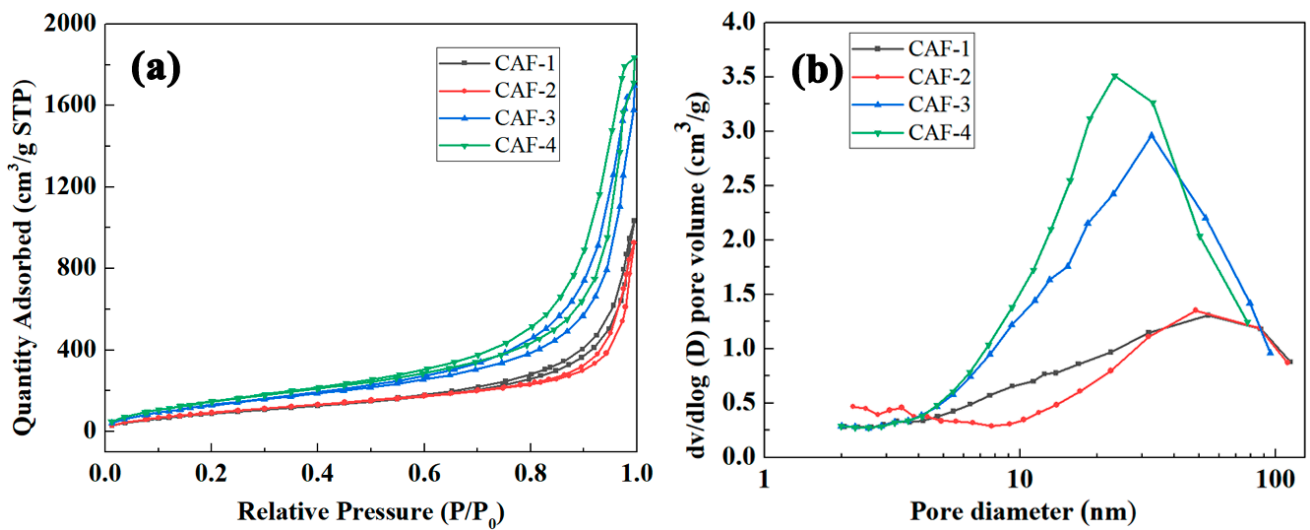 (a)
CAF-1
CAF-2
CAF-3
CAF-4
Quantity Adsorbed (cm³/g STP)
2000
1600
1200
800
400
0
0.0 0.2 0.4 0.6 0.8 1.0
Relative Pressure (P/P₀)
(b)
CAF-1
CAF-2
CAF-3
CAF-4
dv/dlog (D) pore volume (cm³/g)
4.0
3.5
3.0
2.5
2.0
1.5
1.0
0.5
0.0
1 10 100
Pore diameter (nm)